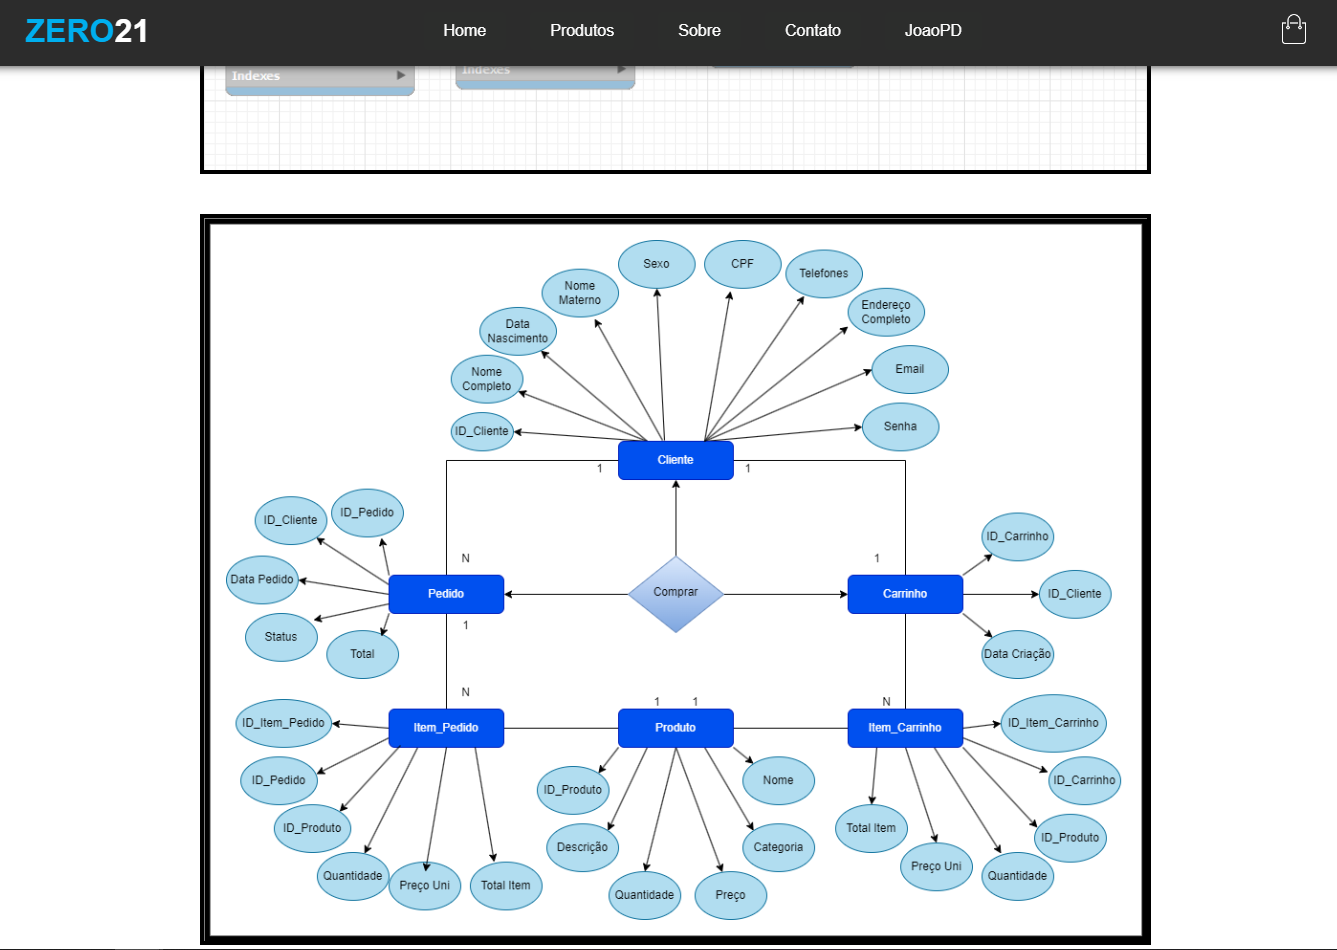 ZERO21
Home
Produtos
Sobre
Contato
JoaoPD
Indexes
Indexes
Sexo
CPF
Telefones
Nome
Materno
Endereço
Completo
Data
Nascimento
Email
Nome
Completo
Senha
ID_Cliente
Cliente
1
1
ID_Cliente
ID_Pedido
ID_Carrinho
N
1
Data Pedido
Pedido
Comprar
Carrinho
ID_Cliente
Status
1
Total
Data Criação
N
1
1
N
ID_Item_Pedido
Item_Pedido
Produto
Item_Carrinho
ID_Item_Carrinho
ID_Pedido
ID_Produto
Nome
ID_Carrinho
ID_Produto
Descrição
Categoria
Total Item
ID_Produto
Quantidade
Preço Uni
Total Item
Quantidade
Preço
Preço Uni
Quantidade